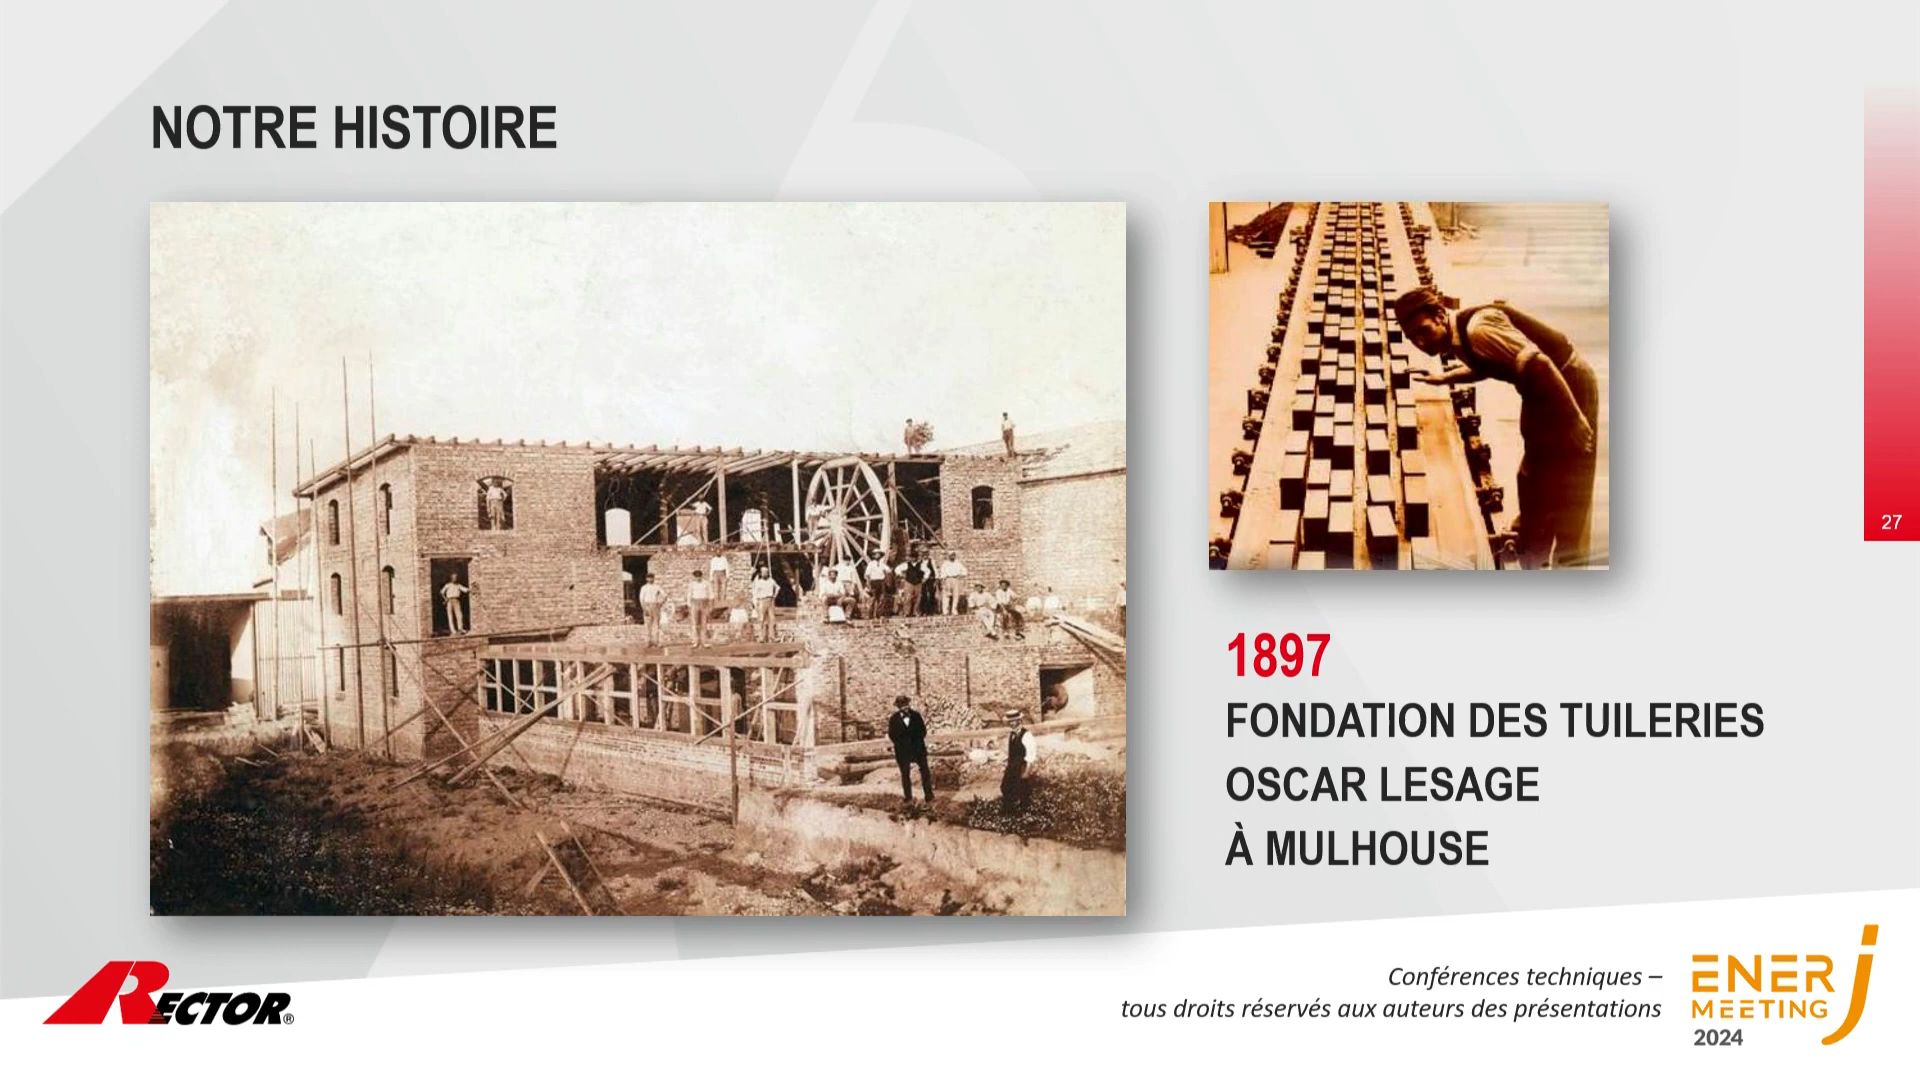 NOTRE HISTOIRE
27
1897
FONDATION DES TUILERIES
OSCAR LESAGE
À MULHOUSE
RECTOR®
Conférences techniques –
tous droits réservés aux auteurs des présentations
ENERJ
MEETING
2024